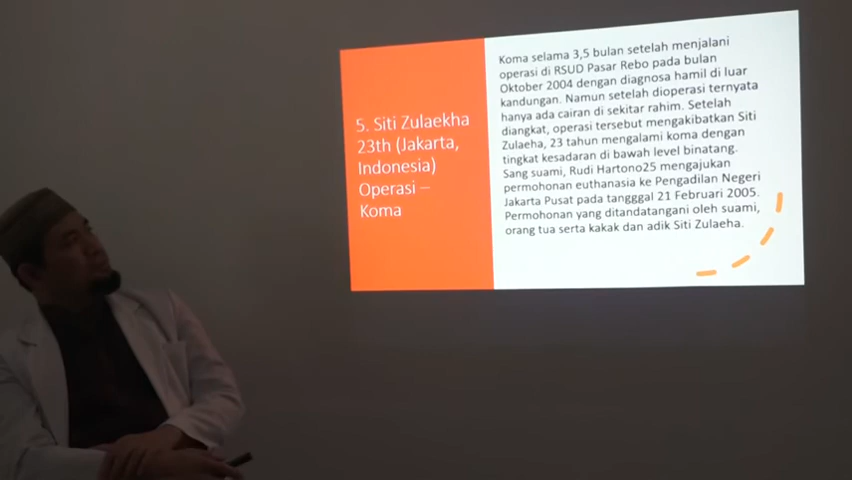 5. Siti Zulaekha
23th (Jakarta,
Indonesia)
Operasi –
Koma
Koma selama 3,5 bulan setelah menjalani
operasi di RSUD Pasar Rebo pada bulan
Oktober 2004 dengan diagnosa hamil di luar
kandungan. Namun setelah dioperasi ternyata
hanya ada cairan di sekitar rahim. Setelah
diangkat, operasi tersebut mengakibatkan Siti
Zulaeha, 23 tahun mengalami koma dengan
tingkat kesadaran di bawah level binatang.
Sang suami, Rudi Hartono25 mengajukan
permohonan euthanasia ke Pengadilan Negeri
Jakarta Pusat pada tangggal 21 Februari 2005.
Permohonan yang ditandatangani oleh suami,
orang tua serta kakak dan adik Siti Zulaeha.